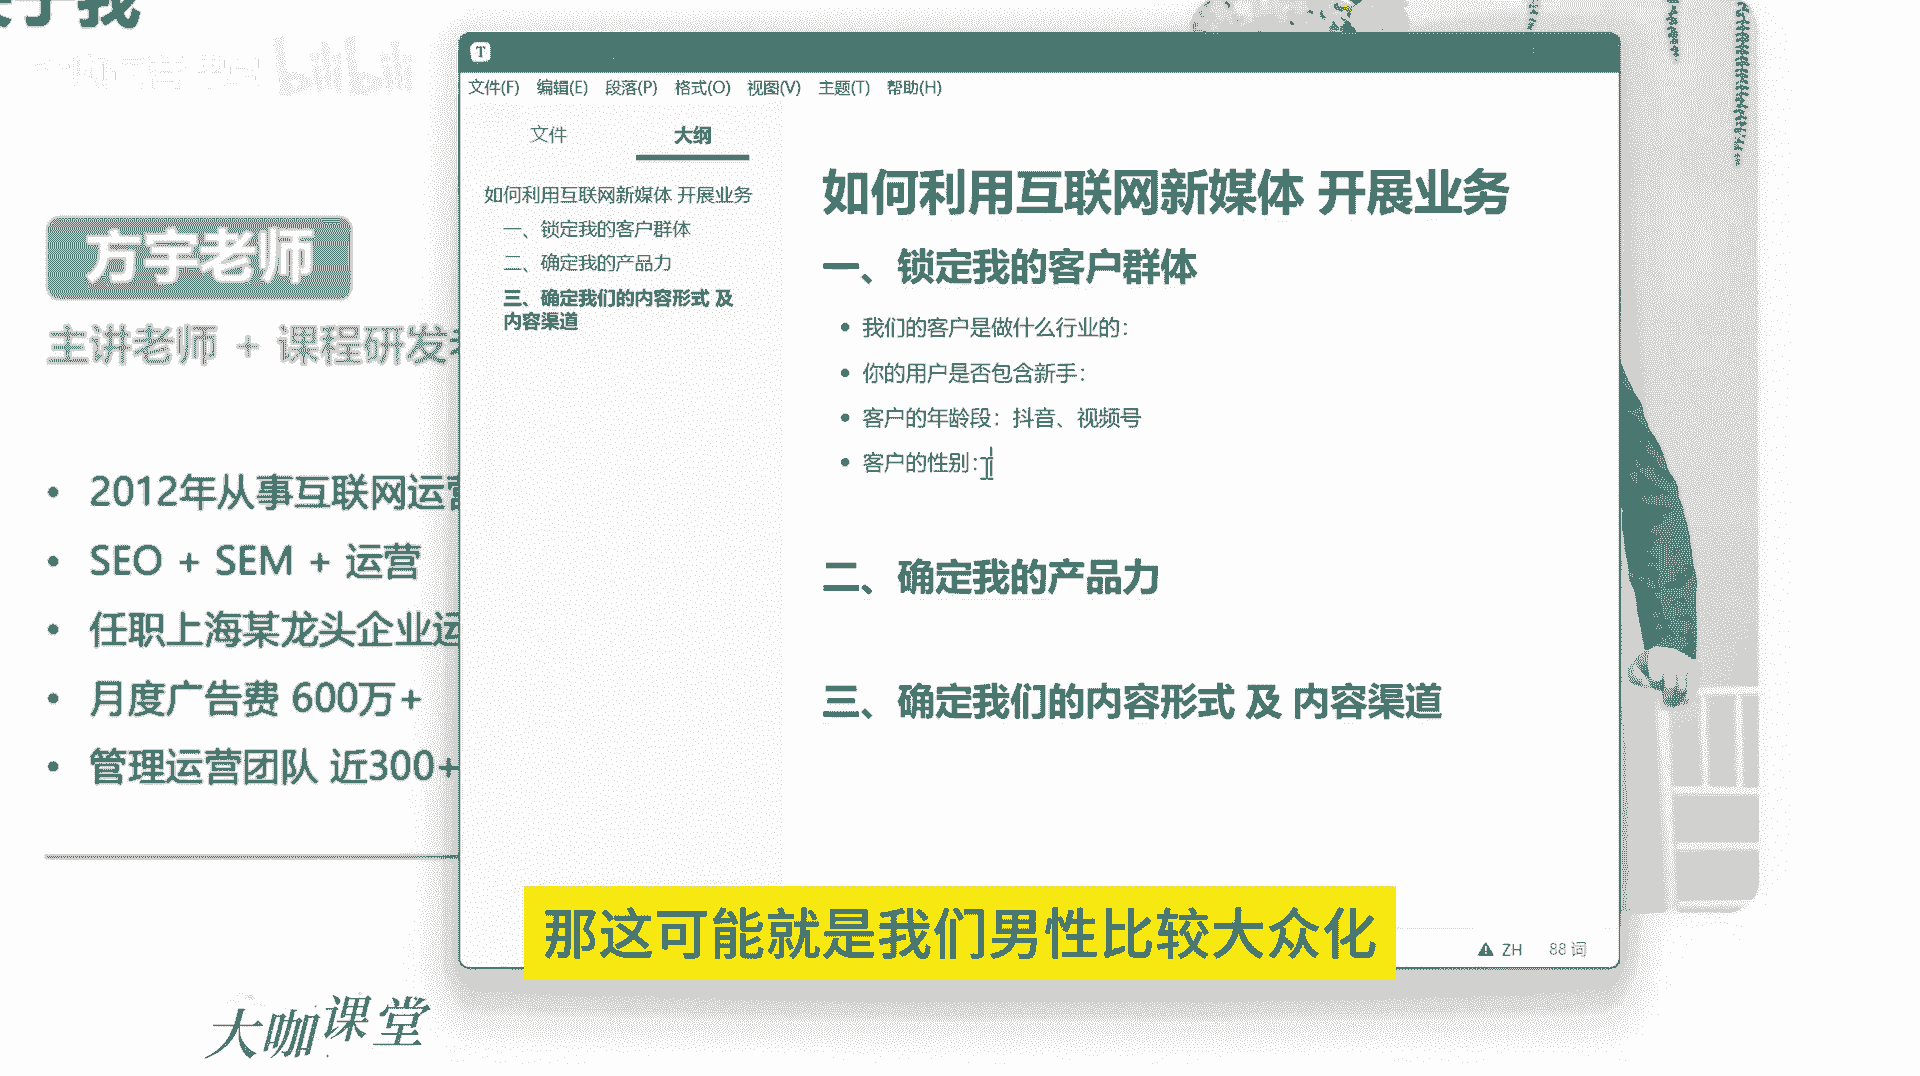 bilibili
方宇老师
主讲老师 + 课程研发
2012年从事互联网运营
SEO + SEM + 运营
任职上海某龙头企业运
月度广告费 600万+
管理运营团队 近300+
大咖课堂
T
文件(F) 编辑(E) 段落(P) 格式(O) 视图(V) 主题(T) 帮助(H)
文件 大纲
如何利用互联网新媒体 开展业务
一、锁定我的客户群体
二、确定我的产品力
三、确定我们的内容形式 及
内容渠道
如何利用互联网新媒体 开展业务
一、锁定我的客户群体
我们的客户是做什么行业的：
你的用户是否包含新手：
客户的年龄段：抖音、视频号
客户的性别：
二、确定我的产品力
三、确定我们的内容形式 及 内容渠道
ZH 88 词
那这可能就是我们男性比较大众化